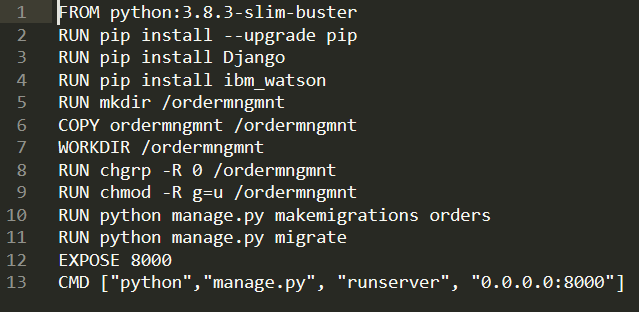 1 FROM python:3.8.3-slim-buster
2 RUN pip install --upgrade pip
3 RUN pip install Django
4 RUN pip install ibm_watson
5 RUN mkdir /ordermngmnt
6 COPY ordermngmnt /ordermngmnt
7 WORKDIR /ordermngmnt
8 RUN chgrp -R 0 /ordermngmnt
9 RUN chmod -R g=u /ordermngmnt
10 RUN python manage.py makemigrations orders
11 RUN python manage.py migrate
12 EXPOSE 8000
13 CMD ["python","manage.py", "runserver", "0.0.0.0:8000"]